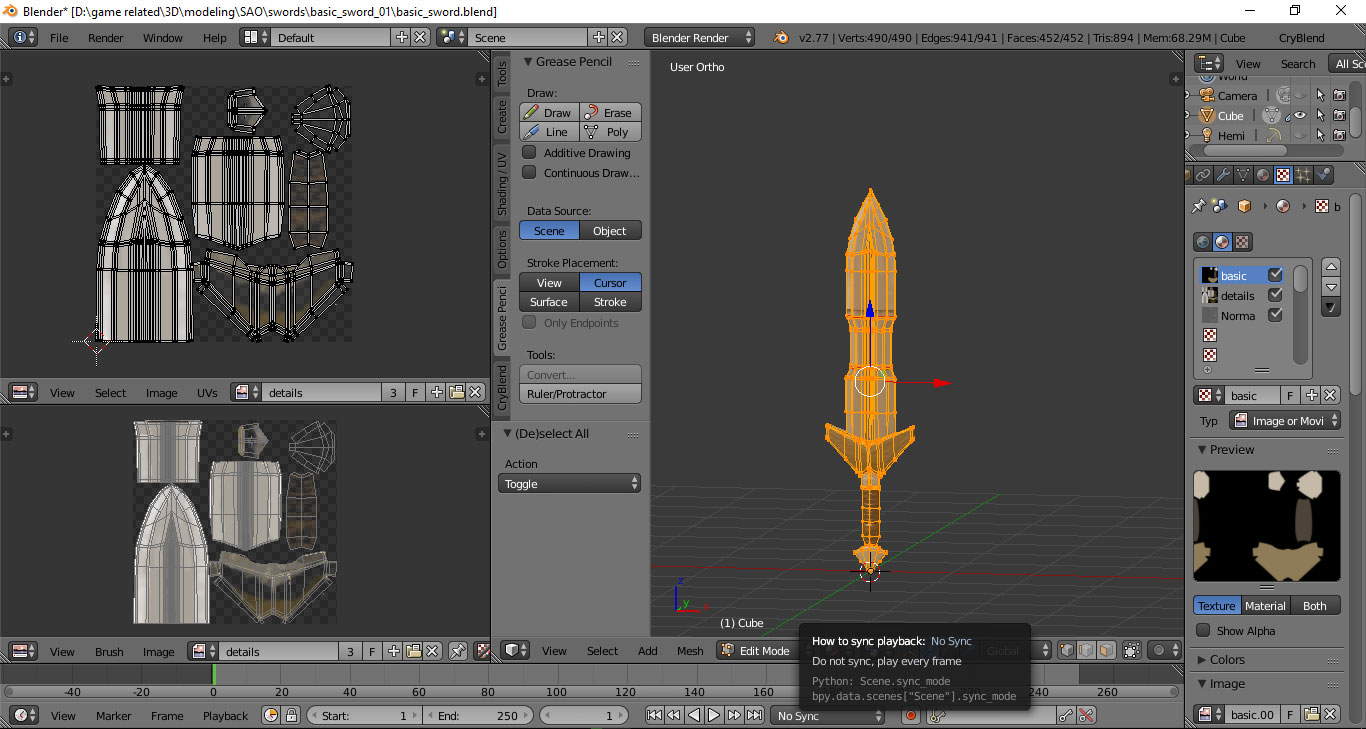 Blender* [D:\game related\3D\modeling\SAO\swords\basic_sword_01\basic_sword.blend]
File Render Window Help Default Scene Blender Render v2.77 | Verts:490/490 | Edges:941/941 | Faces:452/452 | Tris:894 | Mem:68.29M | Cube CryBlend
Tools
Create
Shading / UV
Options
Grease Penci
CryBlend
Grease Pencil
Draw:
Draw Erase
Line Poly
Additive Drawing
Continuous Draw...
Data Source:
Scene Object
Stroke Placement:
View Cursor
Surface Stroke
Only Endpoints
Tools:
Convert...
Ruler/Protractor
(De)select All
Action
Toggle
User Ortho
z
y
x
(1) Cube
View Select Add Mesh Edit Mode Global
How to sync playback: No Sync
Do not sync, play every frame
Python: Scene.sync_mode
bpy.data.scenes["Scene"].sync_mode
View Select Image UVs details 3 F
View Brush Image details 3 F
View Search All Sc
World
Camera
Cube
Hemi
b
basic
details
Norma
basic F
Typ Image or Movi
Preview
Texture Material Both
Show Alpha
Colors
Image
basic.00 F
-40 -20 0 20 40 60 80 100 120 140 160 240 260
View Marker Frame Playback Start: 1 End: 250 1 No Sync